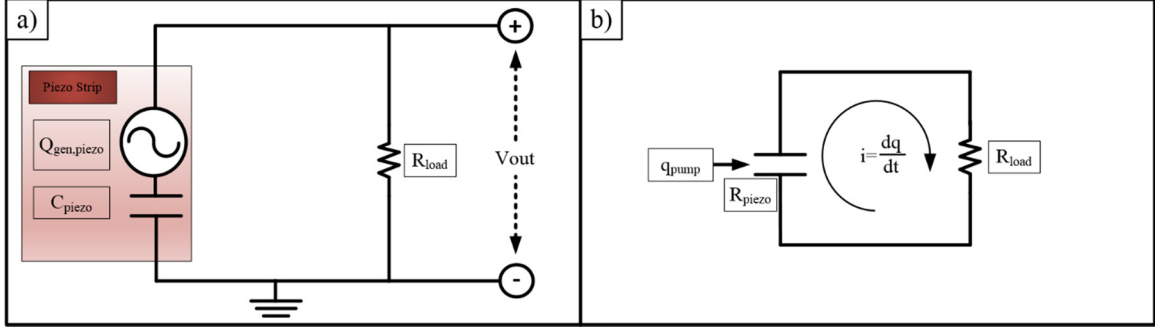 a)
Piezo Strip
Qgen,piezo
Cpiezo
Rload
+
Vout
-
b)
qpump
Rpiezo
i=dq/dt
Rload